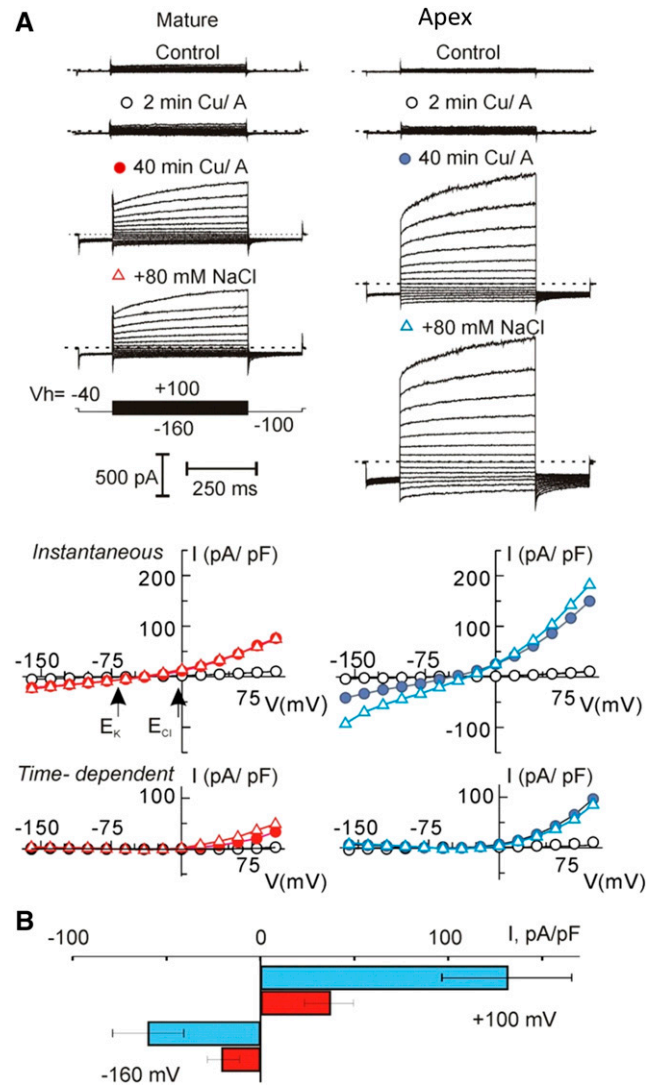 A
Mature
Control
2 min Cu/ A
40 min Cu/ A
+80 mM NaCl
Vh= -40
+100
-160
-100
500 pA
250 ms
Apex
Control
2 min Cu/ A
40 min Cu/ A
+80 mM NaCl
Instantaneous
I (pA/ pF)
200
100
-150
-75
75
V(mV)
EK
ECl
I (pA/ pF)
200
100
-150
-75
75
V(mV)
-100
Time- dependent
I (pA/ pF)
100
-150
-75
75
V(mV)
I (pA/ pF)
100
-150
-75
75
V(mV)
B
-100
0
100
I, pA/pF
+100 mV
-160 mV